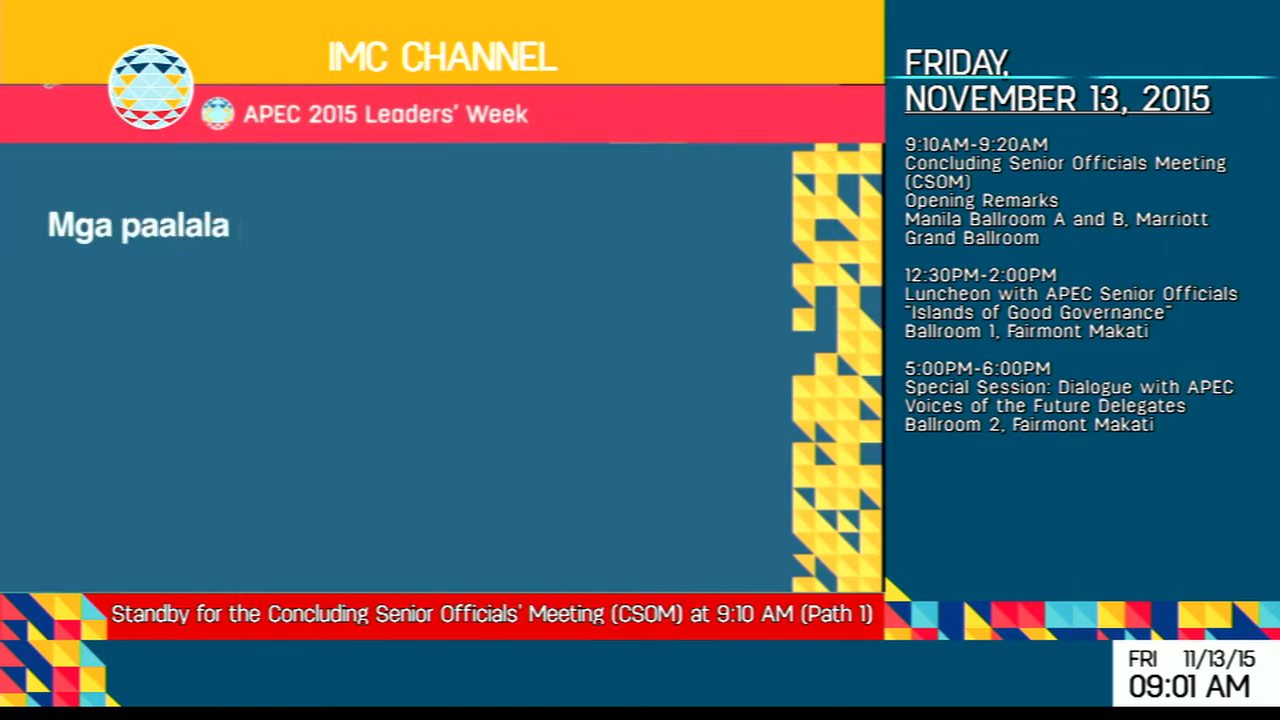 IMC CHANNEL
APEC 2015 Leaders' Week
Mga paalala
FRIDAY,
NOVEMBER 13, 2015
9:10AM-9:20AM
Concluding Senior Officials Meeting
(CSOM)
Opening Remarks
Manila Ballroom A and B, Marriott
Grand Ballroom
12:30PM-2:00PM
Luncheon with APEC Senior Officials
"Islands of Good Governance"
Ballroom 1, Fairmont Makati
5:00PM-6:00PM
Special Session: Dialogue with APEC
Voices of the Future Delegates
Ballroom 2, Fairmont Makati
Standby for the Concluding Senior Officials' Meeting (CSOM) at 9:10 AM (Path 1)
FRI 11/13/15
09:01 AM